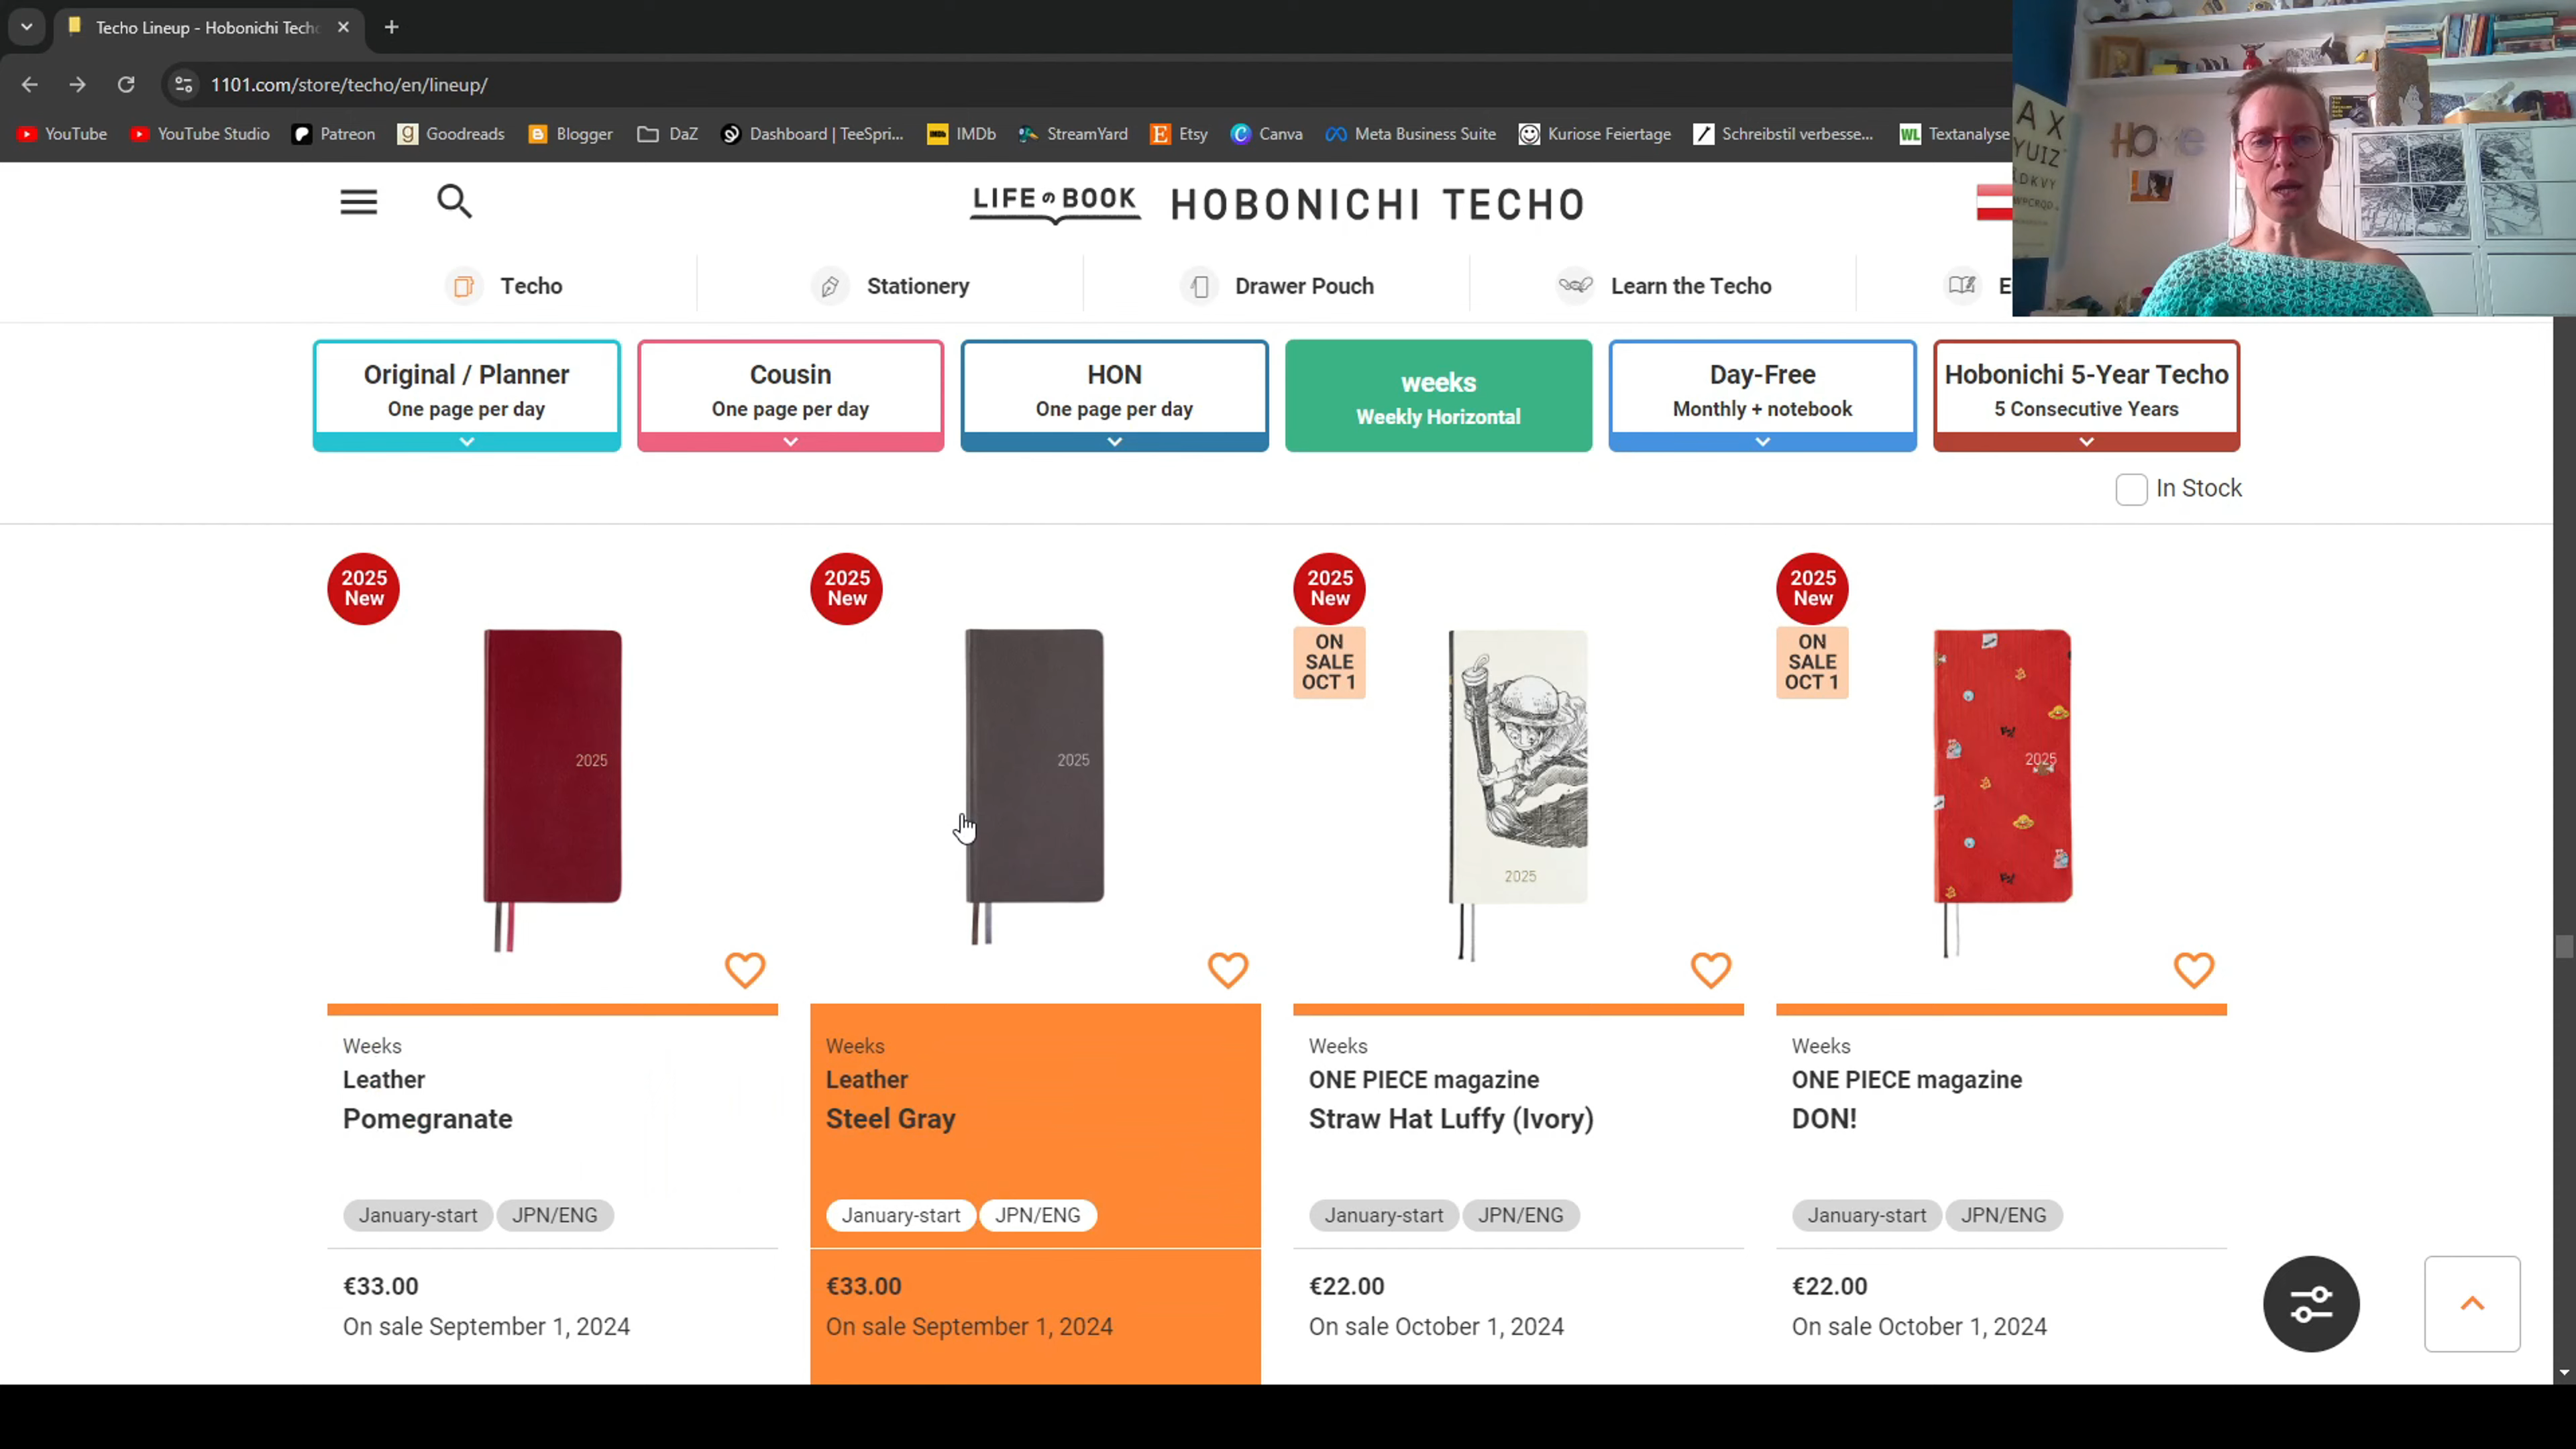 Techo Lineup - Hobonichi Techo
1101.com/store/techo/en/lineup/
YouTube YouTube Studio Patreon Goodreads Blogger DaZ Dashboard | TeeSpri... IMDb StreamYard Etsy Canva Meta Business Suite Kuriose Feiertage Schreibstil verbesse... Textanalyse
LIFE の BOOK HOBONICHI TECHO
Techo Stationery Drawer Pouch Learn the Techo
Original / Planner
One page per day
Cousin
One page per day
HON
One page per day
weeks
Weekly Horizontal
Day-Free
Monthly + notebook
Hobonichi 5-Year Techo
5 Consecutive Years
In Stock
2025
New
2025
Weeks
Leather
Pomegranate
January-start JPN/ENG
€33.00
On sale September 1, 2024
2025
New
2025
Weeks
Leather
Steel Gray
January-start JPN/ENG
€33.00
On sale September 1, 2024
2025
New
ON
SALE
OCT 1
2025
Weeks
ONE PIECE magazine
Straw Hat Luffy (Ivory)
January-start JPN/ENG
€22.00
On sale October 1, 2024
2025
New
ON
SALE
OCT 1
2025
Weeks
ONE PIECE magazine
DON!
January-start JPN/ENG
€22.00
On sale October 1, 2024